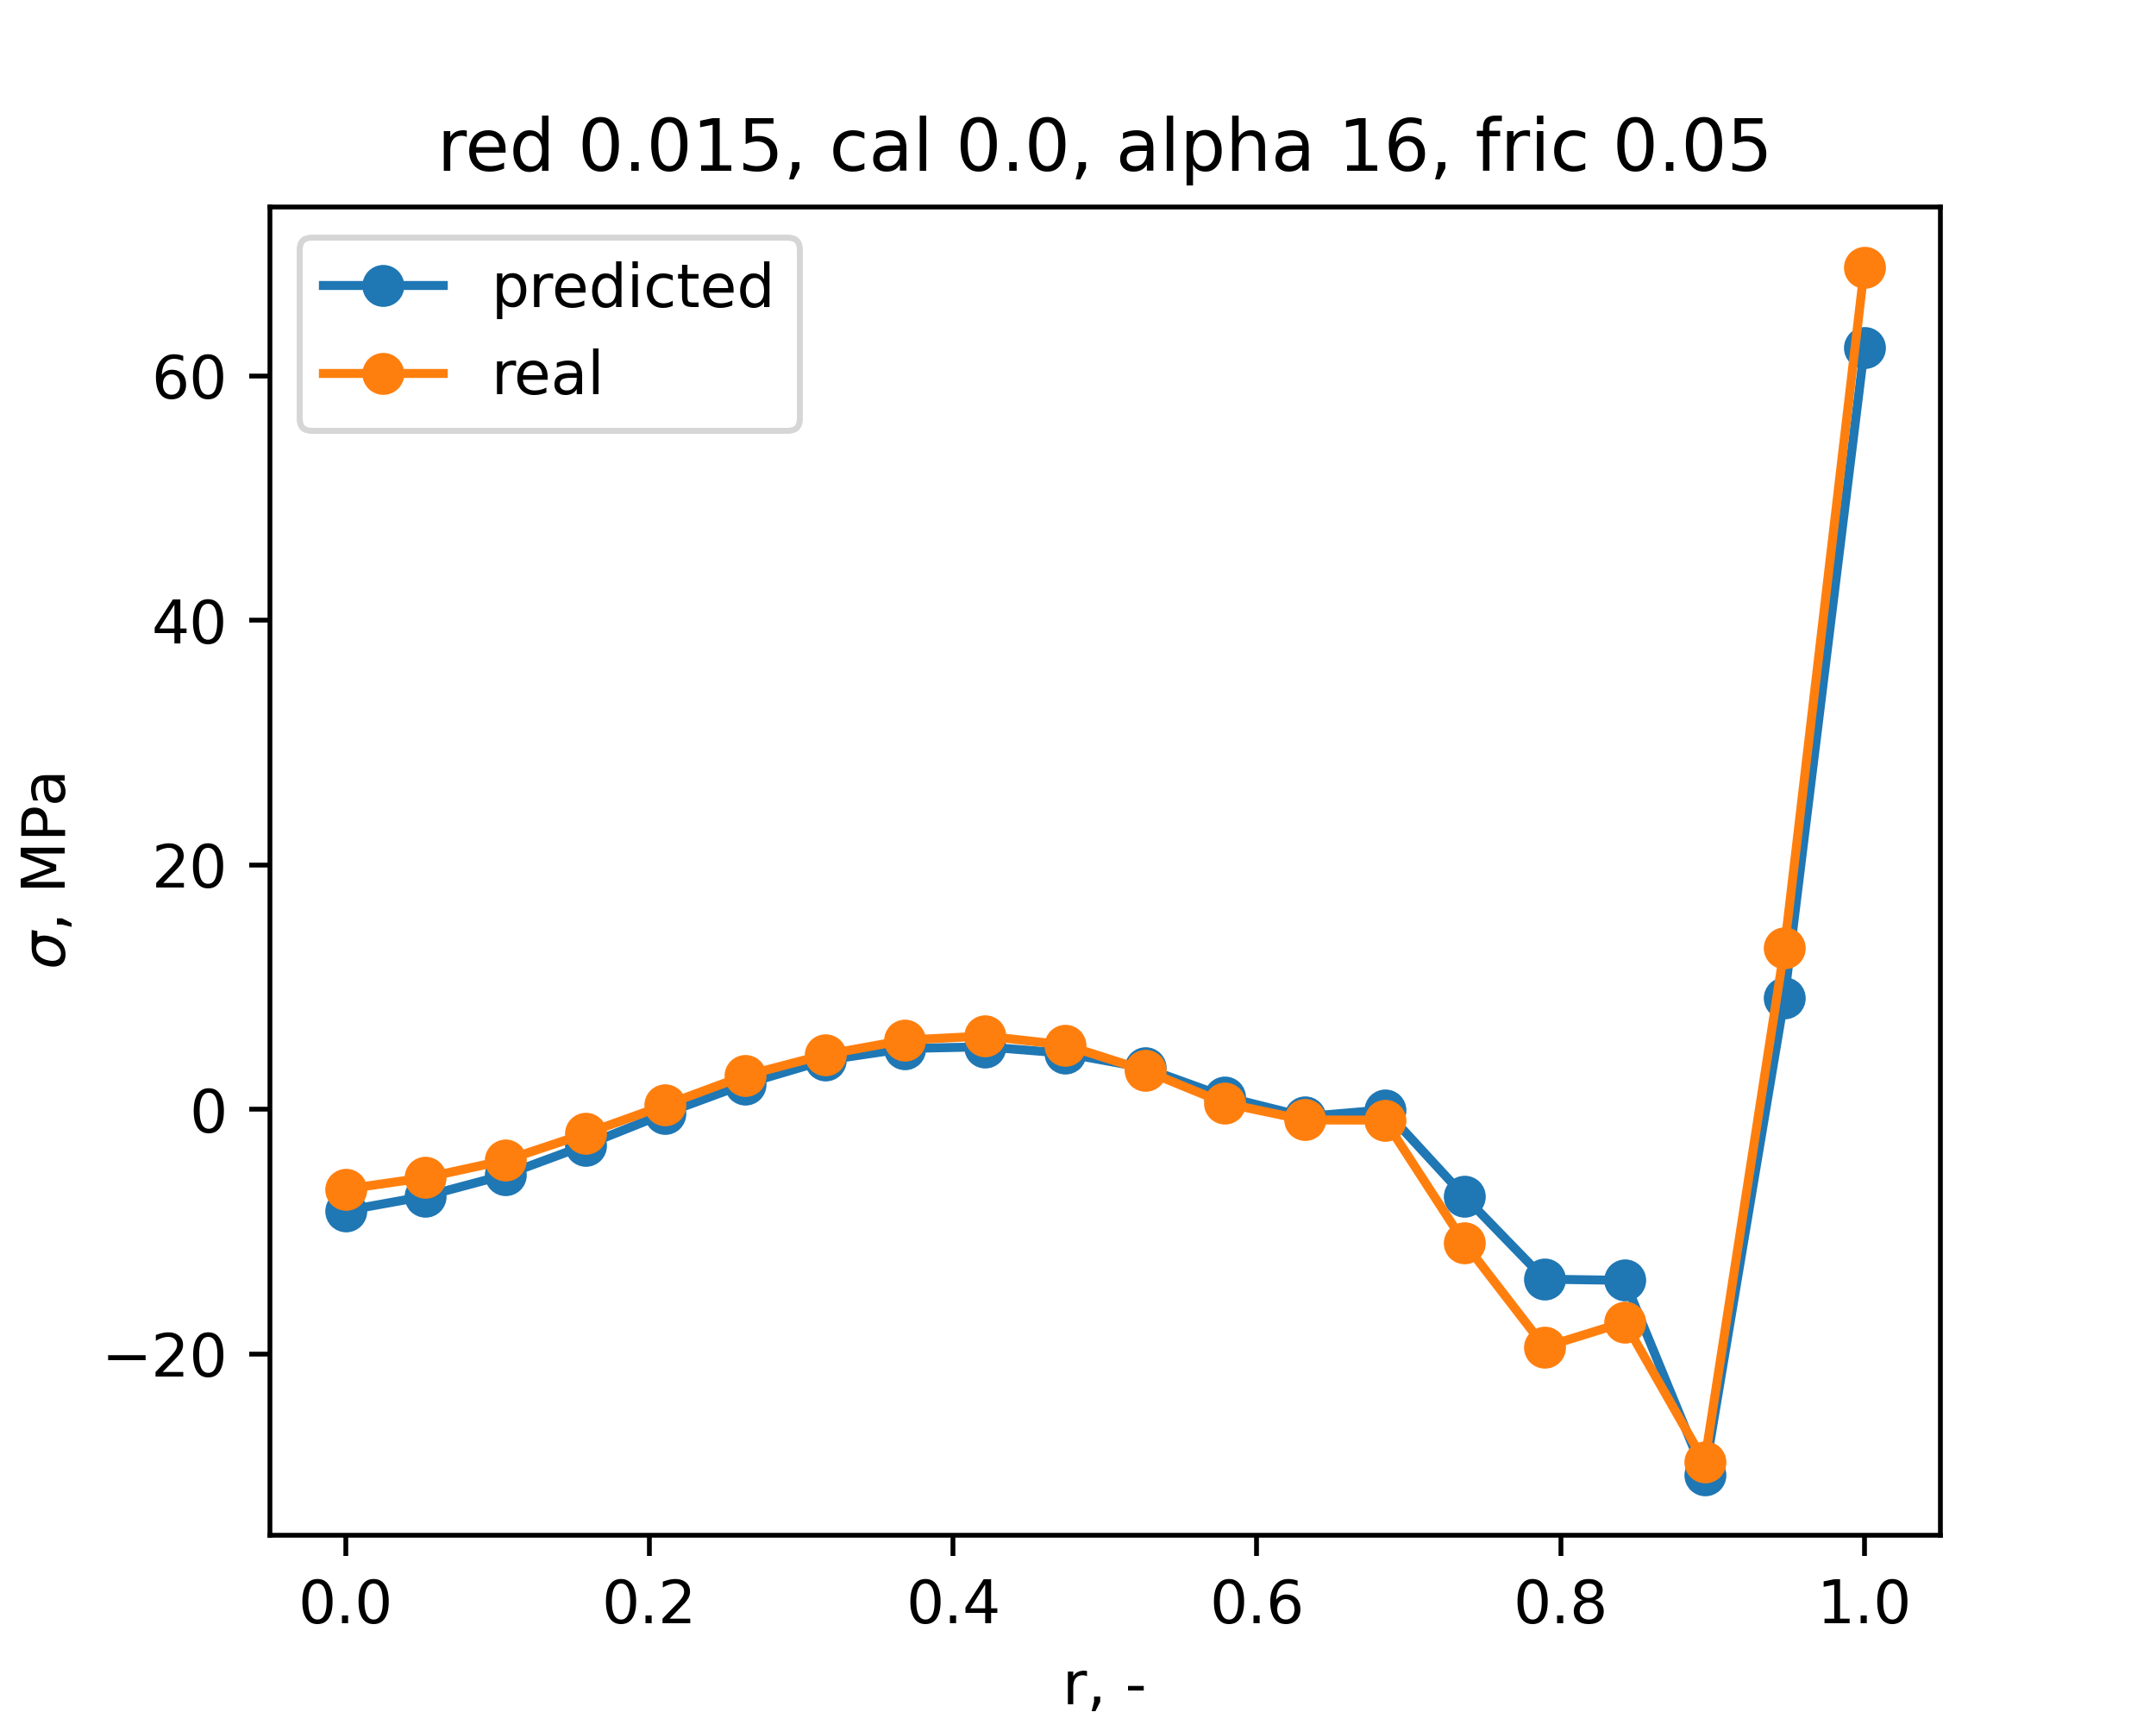 red 0.015, cal 0.0, alpha 16, fric 0.05
predicted
real
60
40
20
0
−20
σ, MPa
0.0 0.2 0.4 0.6 0.8 1.0
r, -